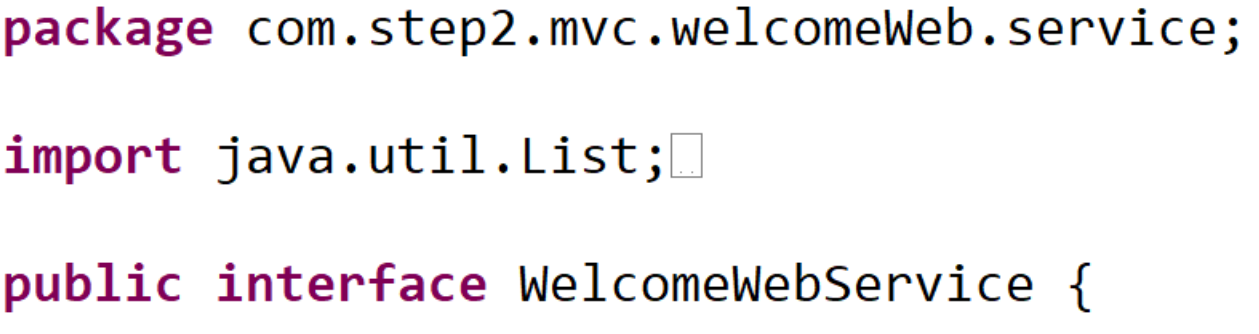 package com.step2.mvc.welcomeWeb.service;
import java.util.List;
public interface WelcomeWebService {